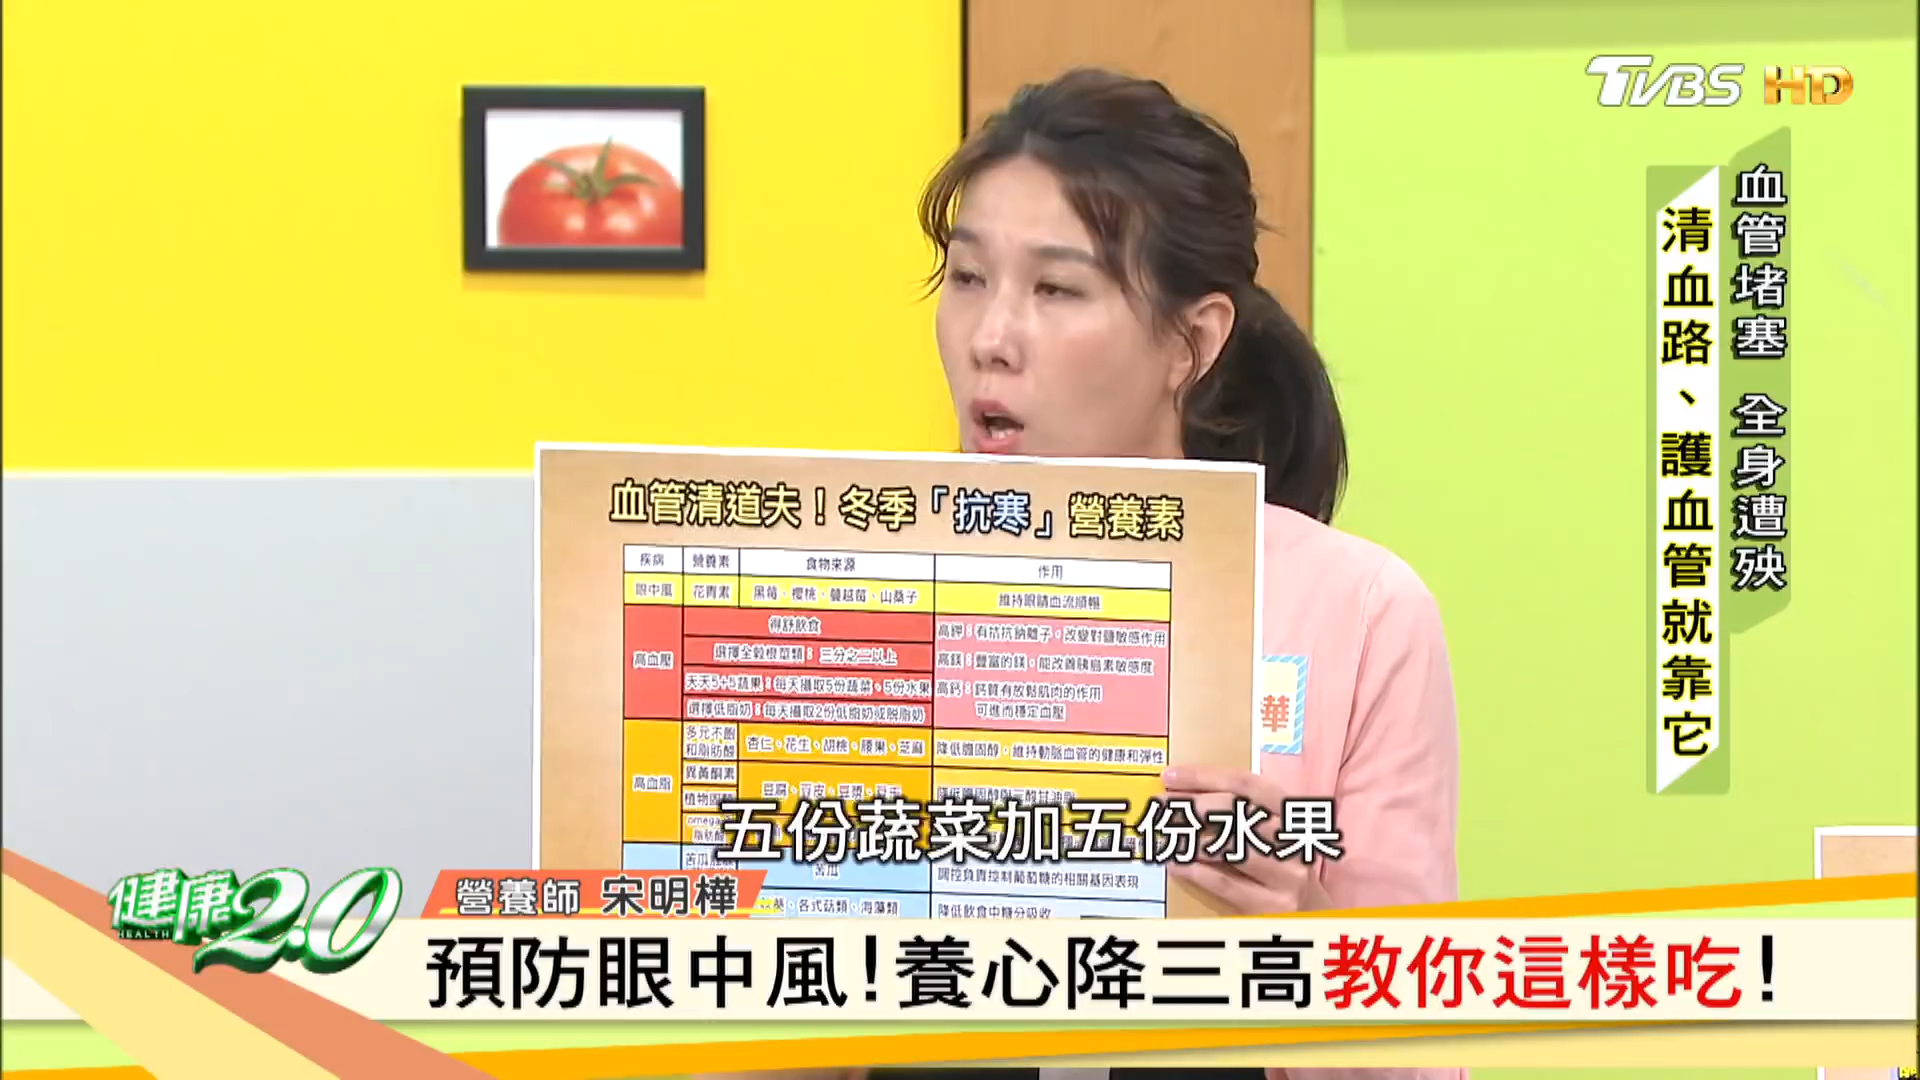 TVBS HD
血管堵塞 全身遭殃
清血路、護血管就靠它
血管清道夫！冬季「抗寒」營養素
疾病 營養素 食物來源 作用
眼中風 花青素 黑莓、櫻桃、蔓越莓、山桑子 維持眼睛血流順暢
高血壓
得舒飲食
選擇全穀根莖類：三分之二以上
天天5+5蔬果：每天攝取5份蔬菜、5份水果
選擇低脂奶：每天攝取2份低脂奶或脫脂奶
高鉀：有拮抗鈉離子，改變對鹽敏感作用
高鎂：豐富的鎂，能改善胰島素敏感度
高鈣：鈣質有放鬆肌肉的作用
可進而穩定血壓
高血脂
多元不飽
和脂肪酸 杏仁、花生、胡桃、腰果、芝麻 降低膽固醇，維持動脈血管的健康和彈性
異黃酮素
豆腐、豆皮、豆漿、豆干
苦瓜
調控負責控制葡萄糖的相關基因表現
、各式菇類、海藻類 降低飲食中糖分吸收
華
五份蔬菜加五份水果
健康2.0
HEALTH
營養師 宋明樺
預防眼中風!養心降三高教你這樣吃!